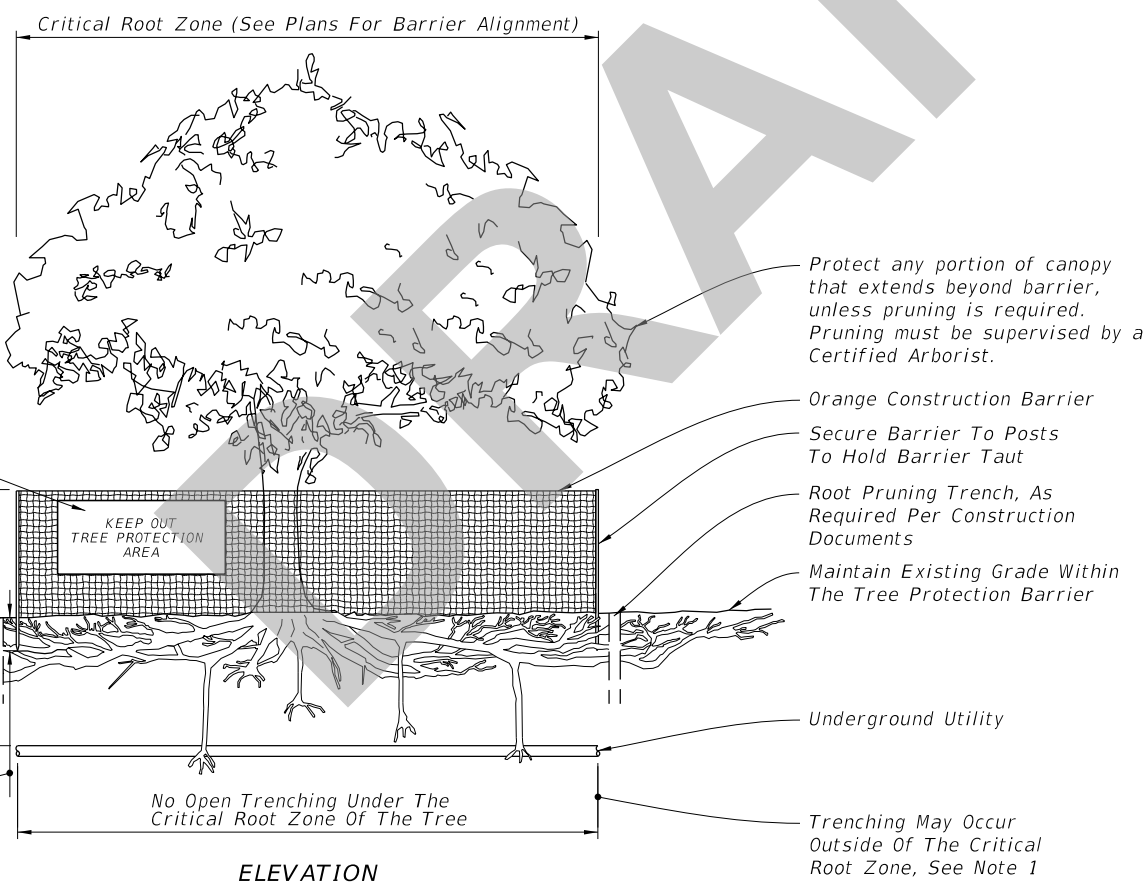 Critical Root Zone (See Plans For Barrier Alignment)
Protect any portion of canopy
that extends beyond barrier,
unless pruning is required.
Pruning must be supervised by a
Certified Arborist.
Orange Construction Barrier
Secure Barrier To Posts
To Hold Barrier Taut
Root Pruning Trench, As
Required Per Construction
Documents
KEEP OUT
TREE PROTECTION
AREA
Maintain Existing Grade Within
The Tree Protection Barrier
Underground Utility
No Open Trenching Under The
Critical Root Zone Of The Tree
Trenching May Occur
Outside Of The Critical
Root Zone, See Note 1
ELEVATION
DRA